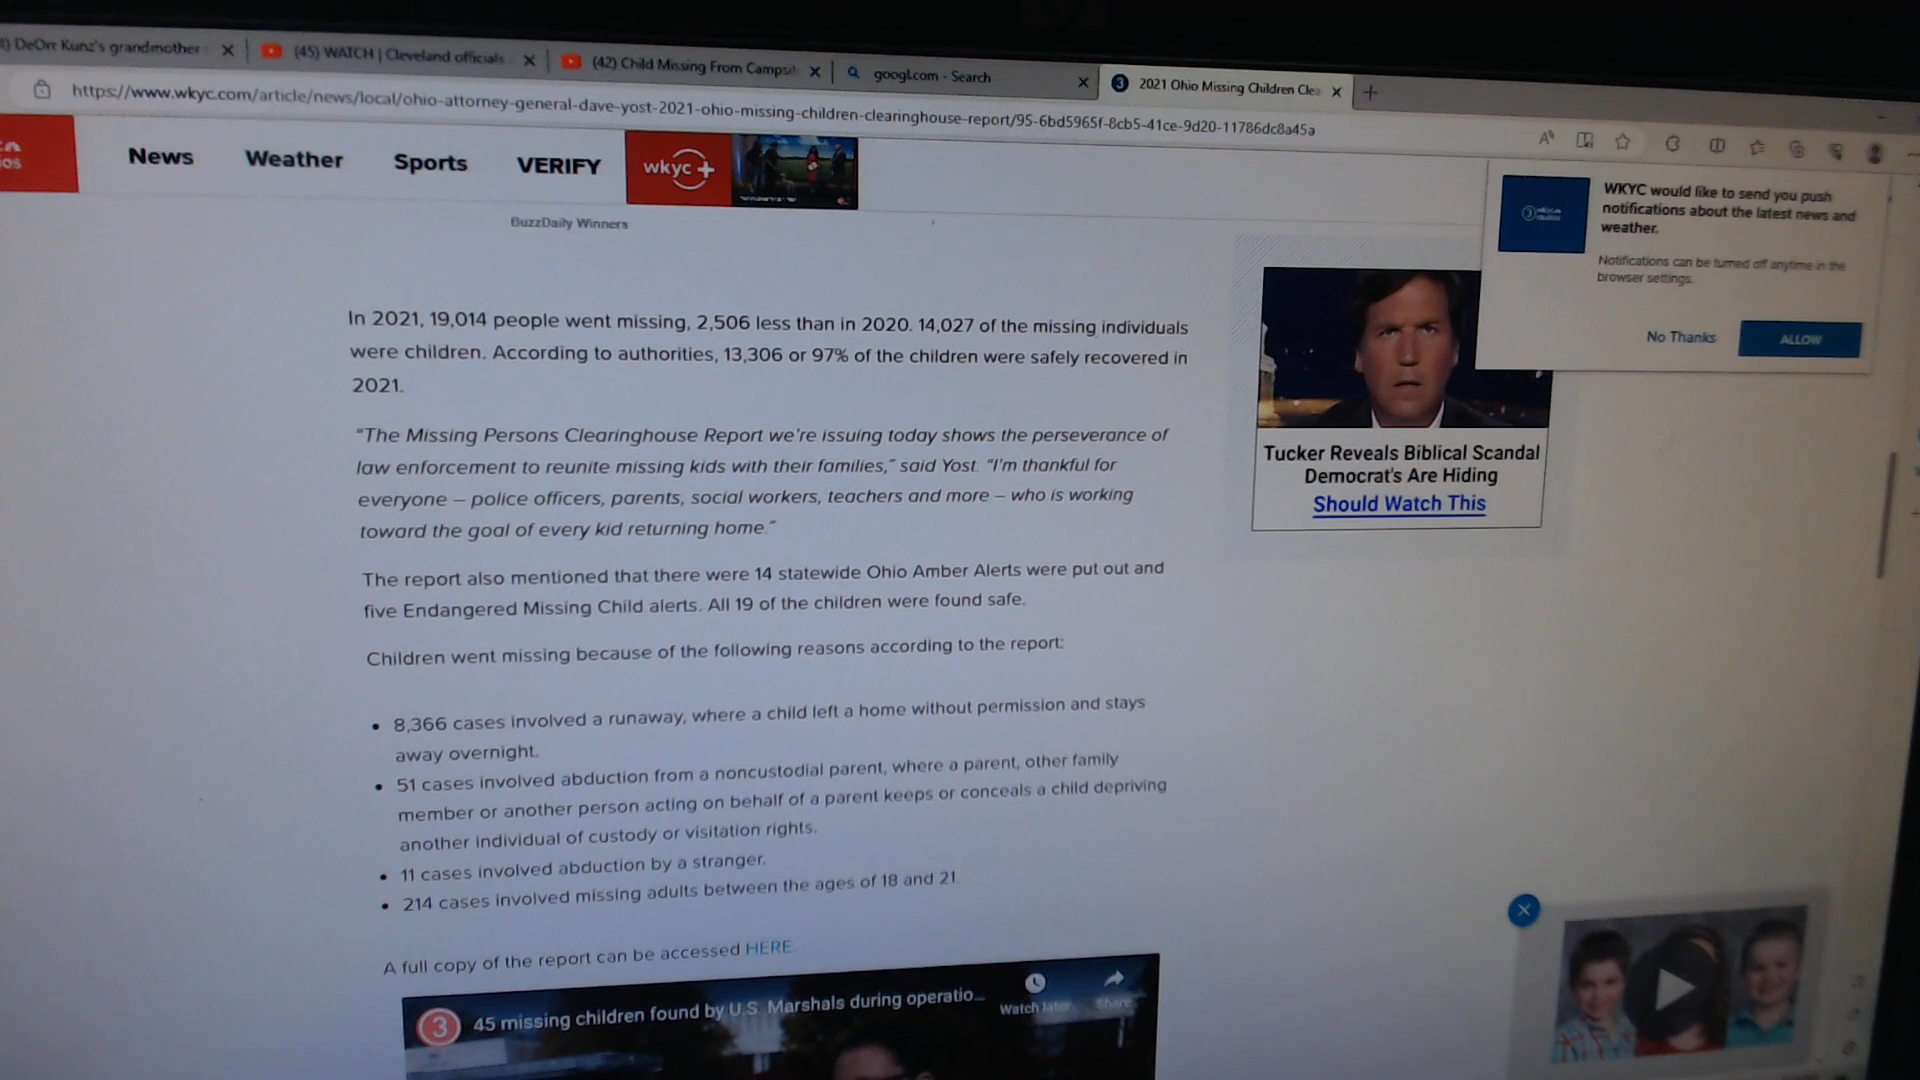 DeOrr Kunz's grandmother
(45) WATCH | Cleveland officials
(42) Child Missing From Campsit
googl.com - Search
2021 Ohio Missing Children Clea
https://www.wkyc.com/article/news/local/ohio-attorney-general-dave-yost-2021-ohio-missing-children-clearinghouse-report/95-6bd5965f-8cb5-41ce-9d20-11786dc8a45a
News
Weather
Sports
VERIFY
wkyc+
BuzzDaily Winners
WKYC would like to send you push
notifications about the latest news and
weather.
Notifications can be turned off anytime in the
browser settings.
No Thanks
ALLOW
In 2021, 19,014 people went missing, 2,506 less than in 2020. 14,027 of the missing individuals
were children. According to authorities, 13,306 or 97% of the children were safely recovered in
2021.
"The Missing Persons Clearinghouse Report we're issuing today shows the perseverance of
law enforcement to reunite missing kids with their families," said Yost. "I'm thankful for
everyone – police officers, parents, social workers, teachers and more – who is working
toward the goal of every kid returning home."
Tucker Reveals Biblical Scandal
Democrat's Are Hiding
Should Watch This
The report also mentioned that there were 14 statewide Ohio Amber Alerts were put out and
five Endangered Missing Child alerts. All 19 of the children were found safe.
Children went missing because of the following reasons according to the report:
• 8,366 cases involved a runaway, where a child left a home without permission and stays
away overnight.
• 51 cases involved abduction from a noncustodial parent, where a parent, other family
member or another person acting on behalf of a parent keeps or conceals a child depriving
another individual of custody or visitation rights.
• 11 cases involved abduction by a stranger.
• 214 cases involved missing adults between the ages of 18 and 21.
A full copy of the report can be accessed HERE.
3 45 missing children found by U.S. Marshals during operatio...
Watch later
Share